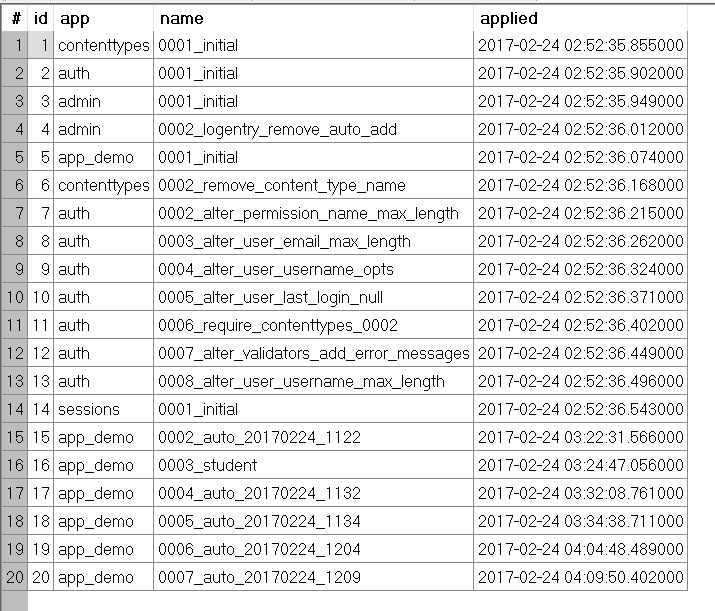 # id app name applied
1 1 contenttypes 0001_initial 2017-02-24 02:52:35.855000
2 2 auth 0001_initial 2017-02-24 02:52:35.902000
3 3 admin 0001_initial 2017-02-24 02:52:35.949000
4 4 admin 0002_logentry_remove_auto_add 2017-02-24 02:52:36.012000
5 5 app_demo 0001_initial 2017-02-24 02:52:36.074000
6 6 contenttypes 0002_remove_content_type_name 2017-02-24 02:52:36.168000
7 7 auth 0002_alter_permission_name_max_length 2017-02-24 02:52:36.215000
8 8 auth 0003_alter_user_email_max_length 2017-02-24 02:52:36.262000
9 9 auth 0004_alter_user_username_opts 2017-02-24 02:52:36.324000
10 10 auth 0005_alter_user_last_login_null 2017-02-24 02:52:36.371000
11 11 auth 0006_require_contenttypes_0002 2017-02-24 02:52:36.402000
12 12 auth 0007_alter_validators_add_error_messages 2017-02-24 02:52:36.449000
13 13 auth 0008_alter_user_username_max_length 2017-02-24 02:52:36.496000
14 14 sessions 0001_initial 2017-02-24 02:52:36.543000
15 15 app_demo 0002_auto_20170224_1122 2017-02-24 03:22:31.566000
16 16 app_demo 0003_student 2017-02-24 03:24:47.056000
17 17 app_demo 0004_auto_20170224_1132 2017-02-24 03:32:08.761000
18 18 app_demo 0005_auto_20170224_1134 2017-02-24 03:34:38.711000
19 19 app_demo 0006_auto_20170224_1204 2017-02-24 04:04:48.489000
20 20 app_demo 0007_auto_20170224_1209 2017-02-24 04:09:50.402000